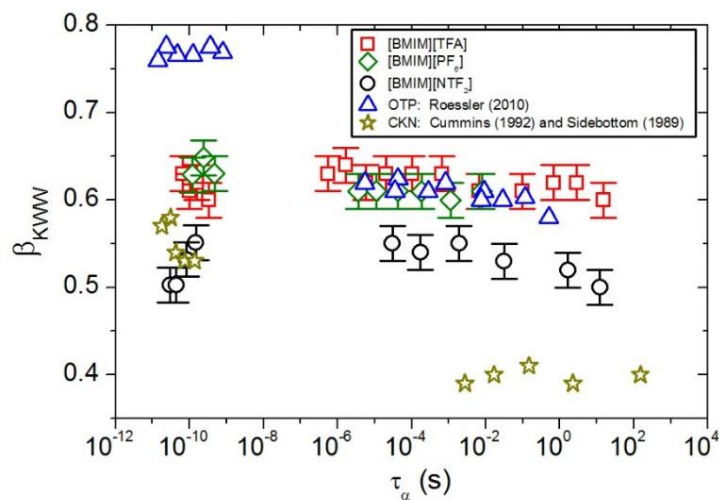 0.8
0.7
0.6
0.5
0.4
βKWW
[BMIM][TFA]
[BMIM][PF6]
[BMIM][NTF2]
OTP: Roessler (2010)
CKN: Cummins (1992) and Sidebottom (1989)
10^-12 10^-10 10^-8 10^-6 10^-4 10^-2 10^0 10^2 10^4
τα (s)